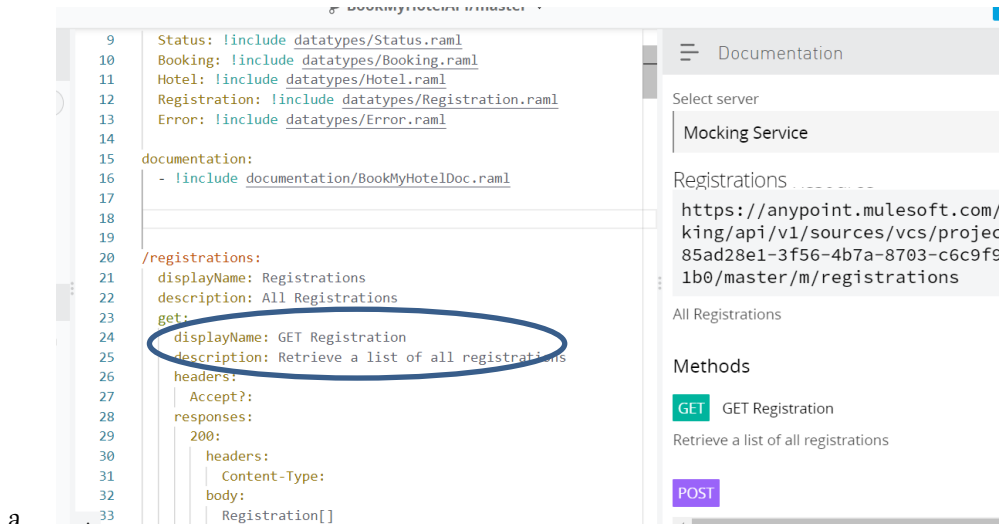 BookMyHotelAPI/master
9 Status: !include datatypes/Status.raml
10 Booking: !include datatypes/Booking.raml
11 Hotel: !include datatypes/Hotel.raml
12 Registration: !include datatypes/Registration.raml
13 Error: !include datatypes/Error.raml
14
15 documentation:
16 - !include documentation/BookMyHotelDoc.raml
17
18
19
20 /registrations:
21 displayName: Registrations
22 description: All Registrations
23 get:
24 displayName: GET Registration
25 description: Retrieve a list of all registrations
26 headers:
27 Accept?:
28 responses:
29 200:
30 headers:
31 Content-Type:
32 body:
33 Registration[]
a
Documentation
Select server
Mocking Service
Registrations
https://anypoint.mulesoft.com/
king/api/v1/sources/vcs/projec
85ad28e1-3f56-4b7a-8703-c6c9f9
1b0/master/m/registrations
All Registrations
Methods
GET GET Registration
Retrieve a list of all registrations
POST